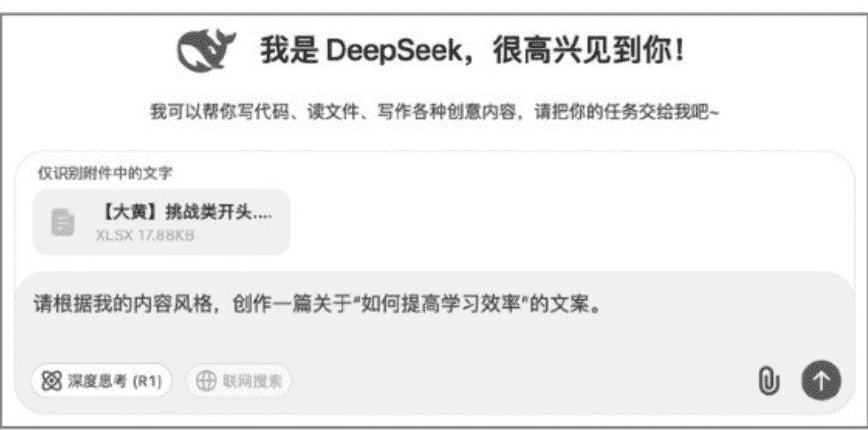 我是 DeepSeek，很高兴见到你！
我可以帮你写代码、读文件、写作各种创意内容，请把你的任务交给我吧~
仅识别附件中的文字
【大黄】挑战类开头....
XLSX 17.88KB
请根据我的内容风格，创作一篇关于“如何提高学习效率”的文案。
深度思考 (R1)
联网搜索